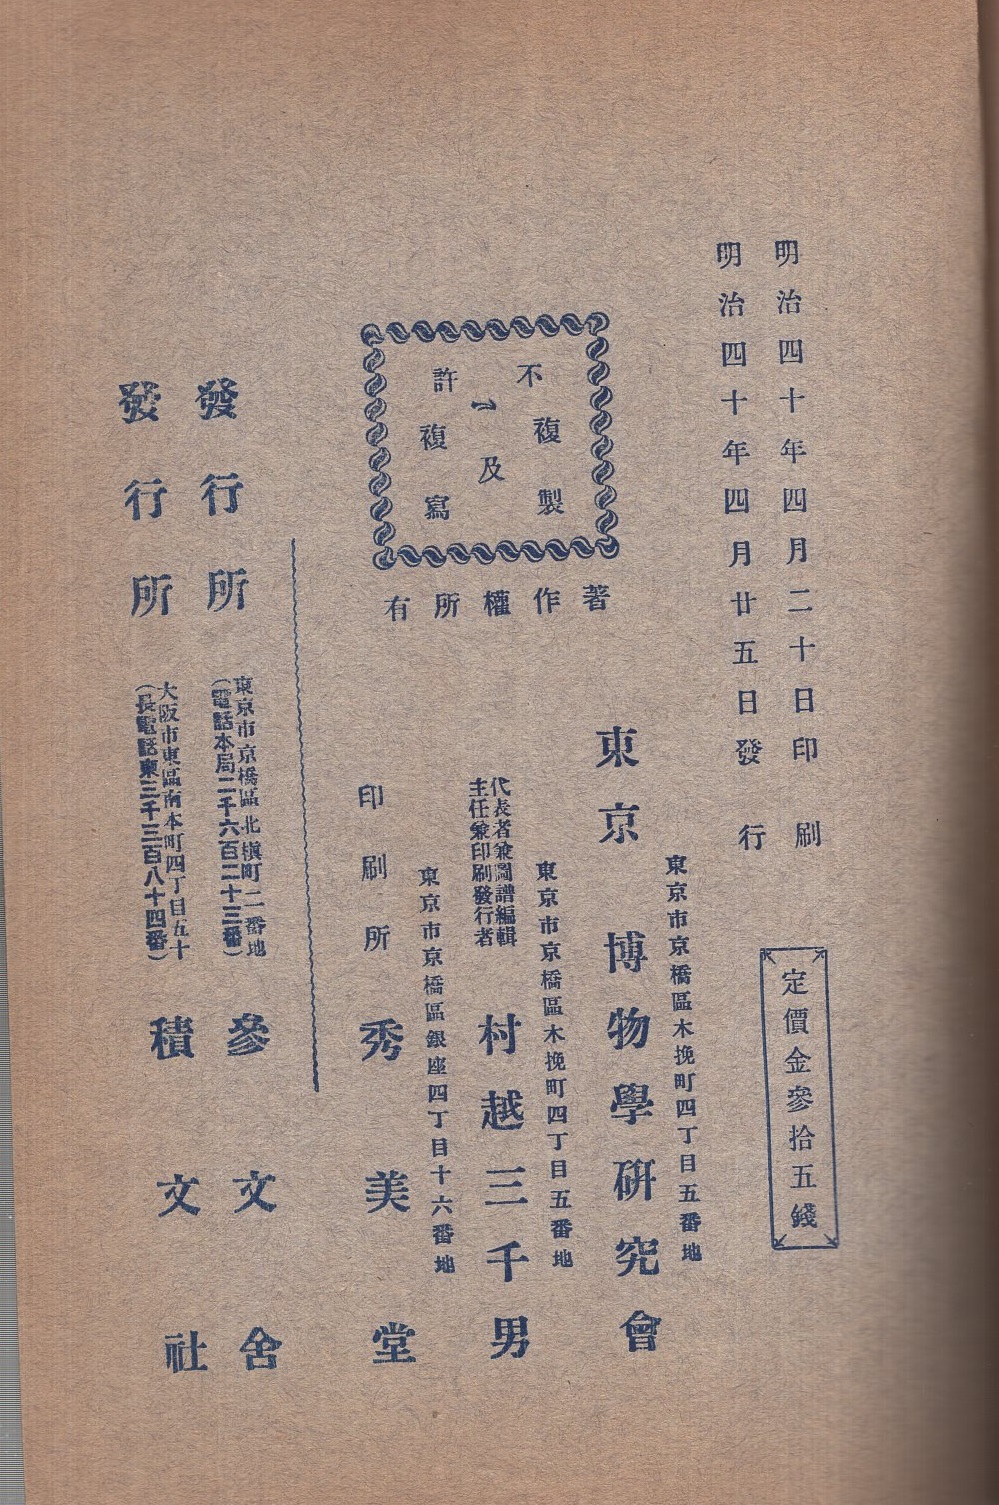 明治四十年四月二十日印刷
明治四十年四月廿五日發行
定價金參拾五錢
不複製
及
許複寫
著作權所有
東京市京橋區木挽町四丁目五番地
東京博物學研究會
東京市京橋區木挽町四丁目五番地
代表者兼圖譜編輯
主任兼印刷發行者
村越三千男
東京市京橋區銀座四丁目十六番地
印刷所 秀美堂
東京市京橋區北槇町二番地
(電話本局二千六百二十三番)
發行所 參文舍
大阪市東區南本町四丁目五十
(長電話東三千三百八十四番)
發行所 積文社